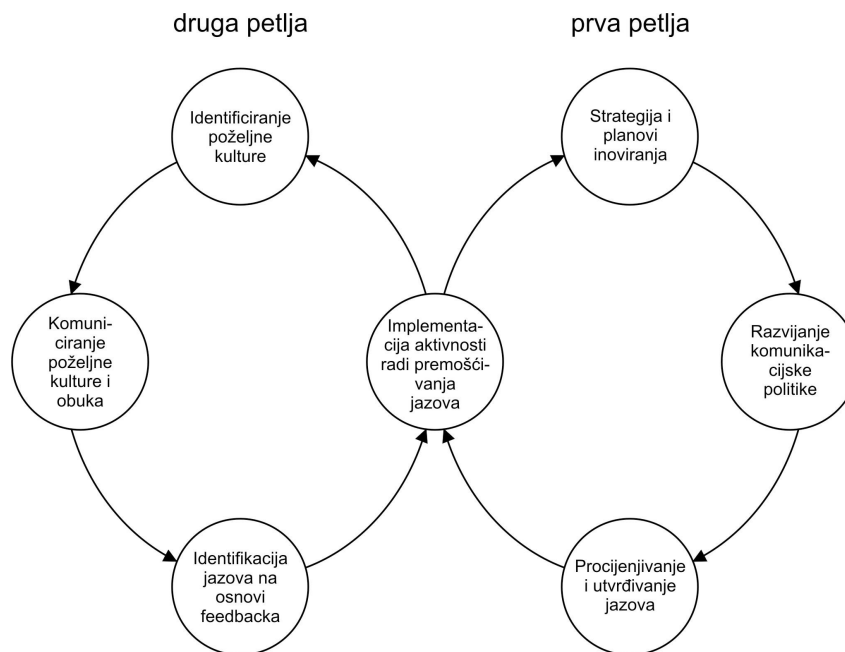 druga petlja
prva petlja
Identificiranje
poželjne
kulture
Strategija i
planovi
inoviranja
Komuni-
ciranje
poželjne
kulture i
obuka
Implementa-
cija aktivnosti
radi premošći-
vanja
jazova
Razvijanje
komunika-
cijske
politike
Identifikacija
jazova na
osnovi
feedbacka
Procijenjivanje
i utvrđivanje
jazova